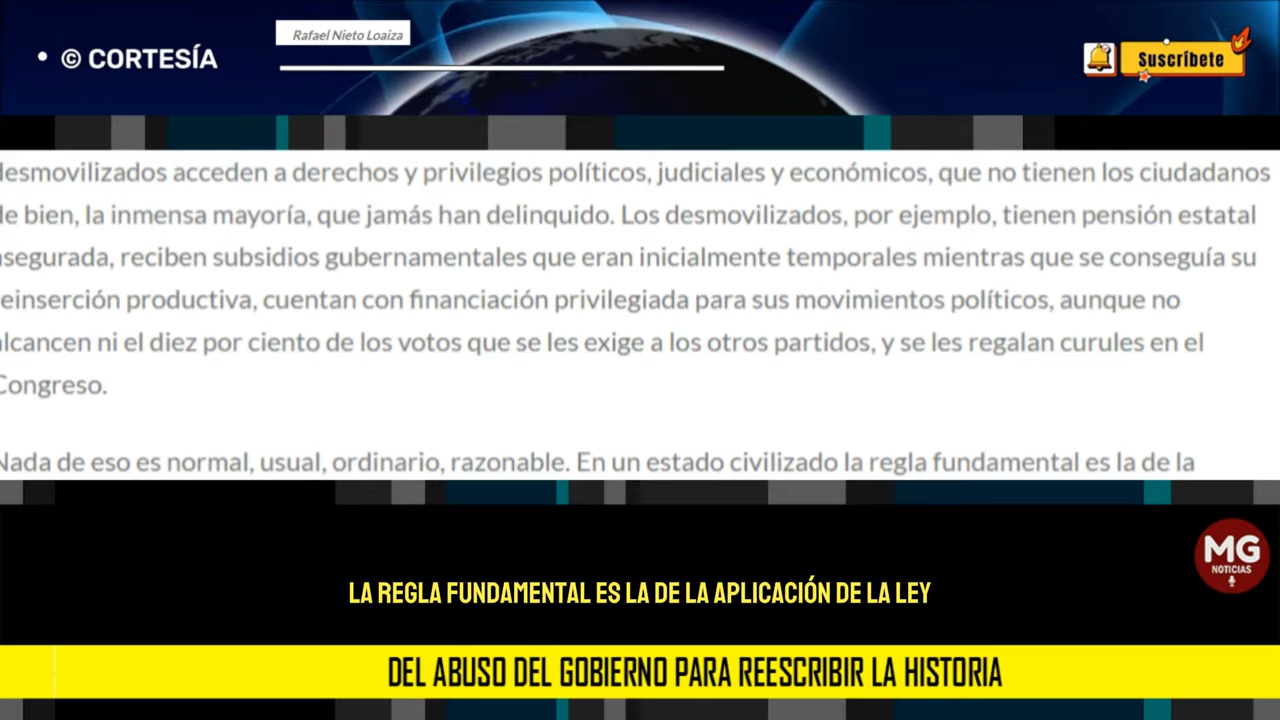 Rafael Nieto Loaiza
• © CORTESÍA
Suscríbete
desmovilizados acceden a derechos y privilegios políticos, judiciales y económicos, que no tienen los ciudadanos
de bien, la inmensa mayoría, que jamás han delinquido. Los desmovilizados, por ejemplo, tienen pensión estatal
asegurada, reciben subsidios gubernamentales que eran inicialmente temporales mientras que se conseguía su
reinserción productiva, cuentan con financiación privilegiada para sus movimientos políticos, aunque no
alcancen ni el diez por ciento de los votos que se les exige a los otros partidos, y se les regalan curules en el
Congreso.
Nada de eso es normal, usual, ordinario, razonable. En un estado civilizado la regla fundamental es la de la
MG
NOTICIAS
LA REGLA FUNDAMENTAL ES LA DE LA APLICACIÓN DE LA LEY
DEL ABUSO DEL GOBIERNO PARA REESCRIBIR LA HISTORIA